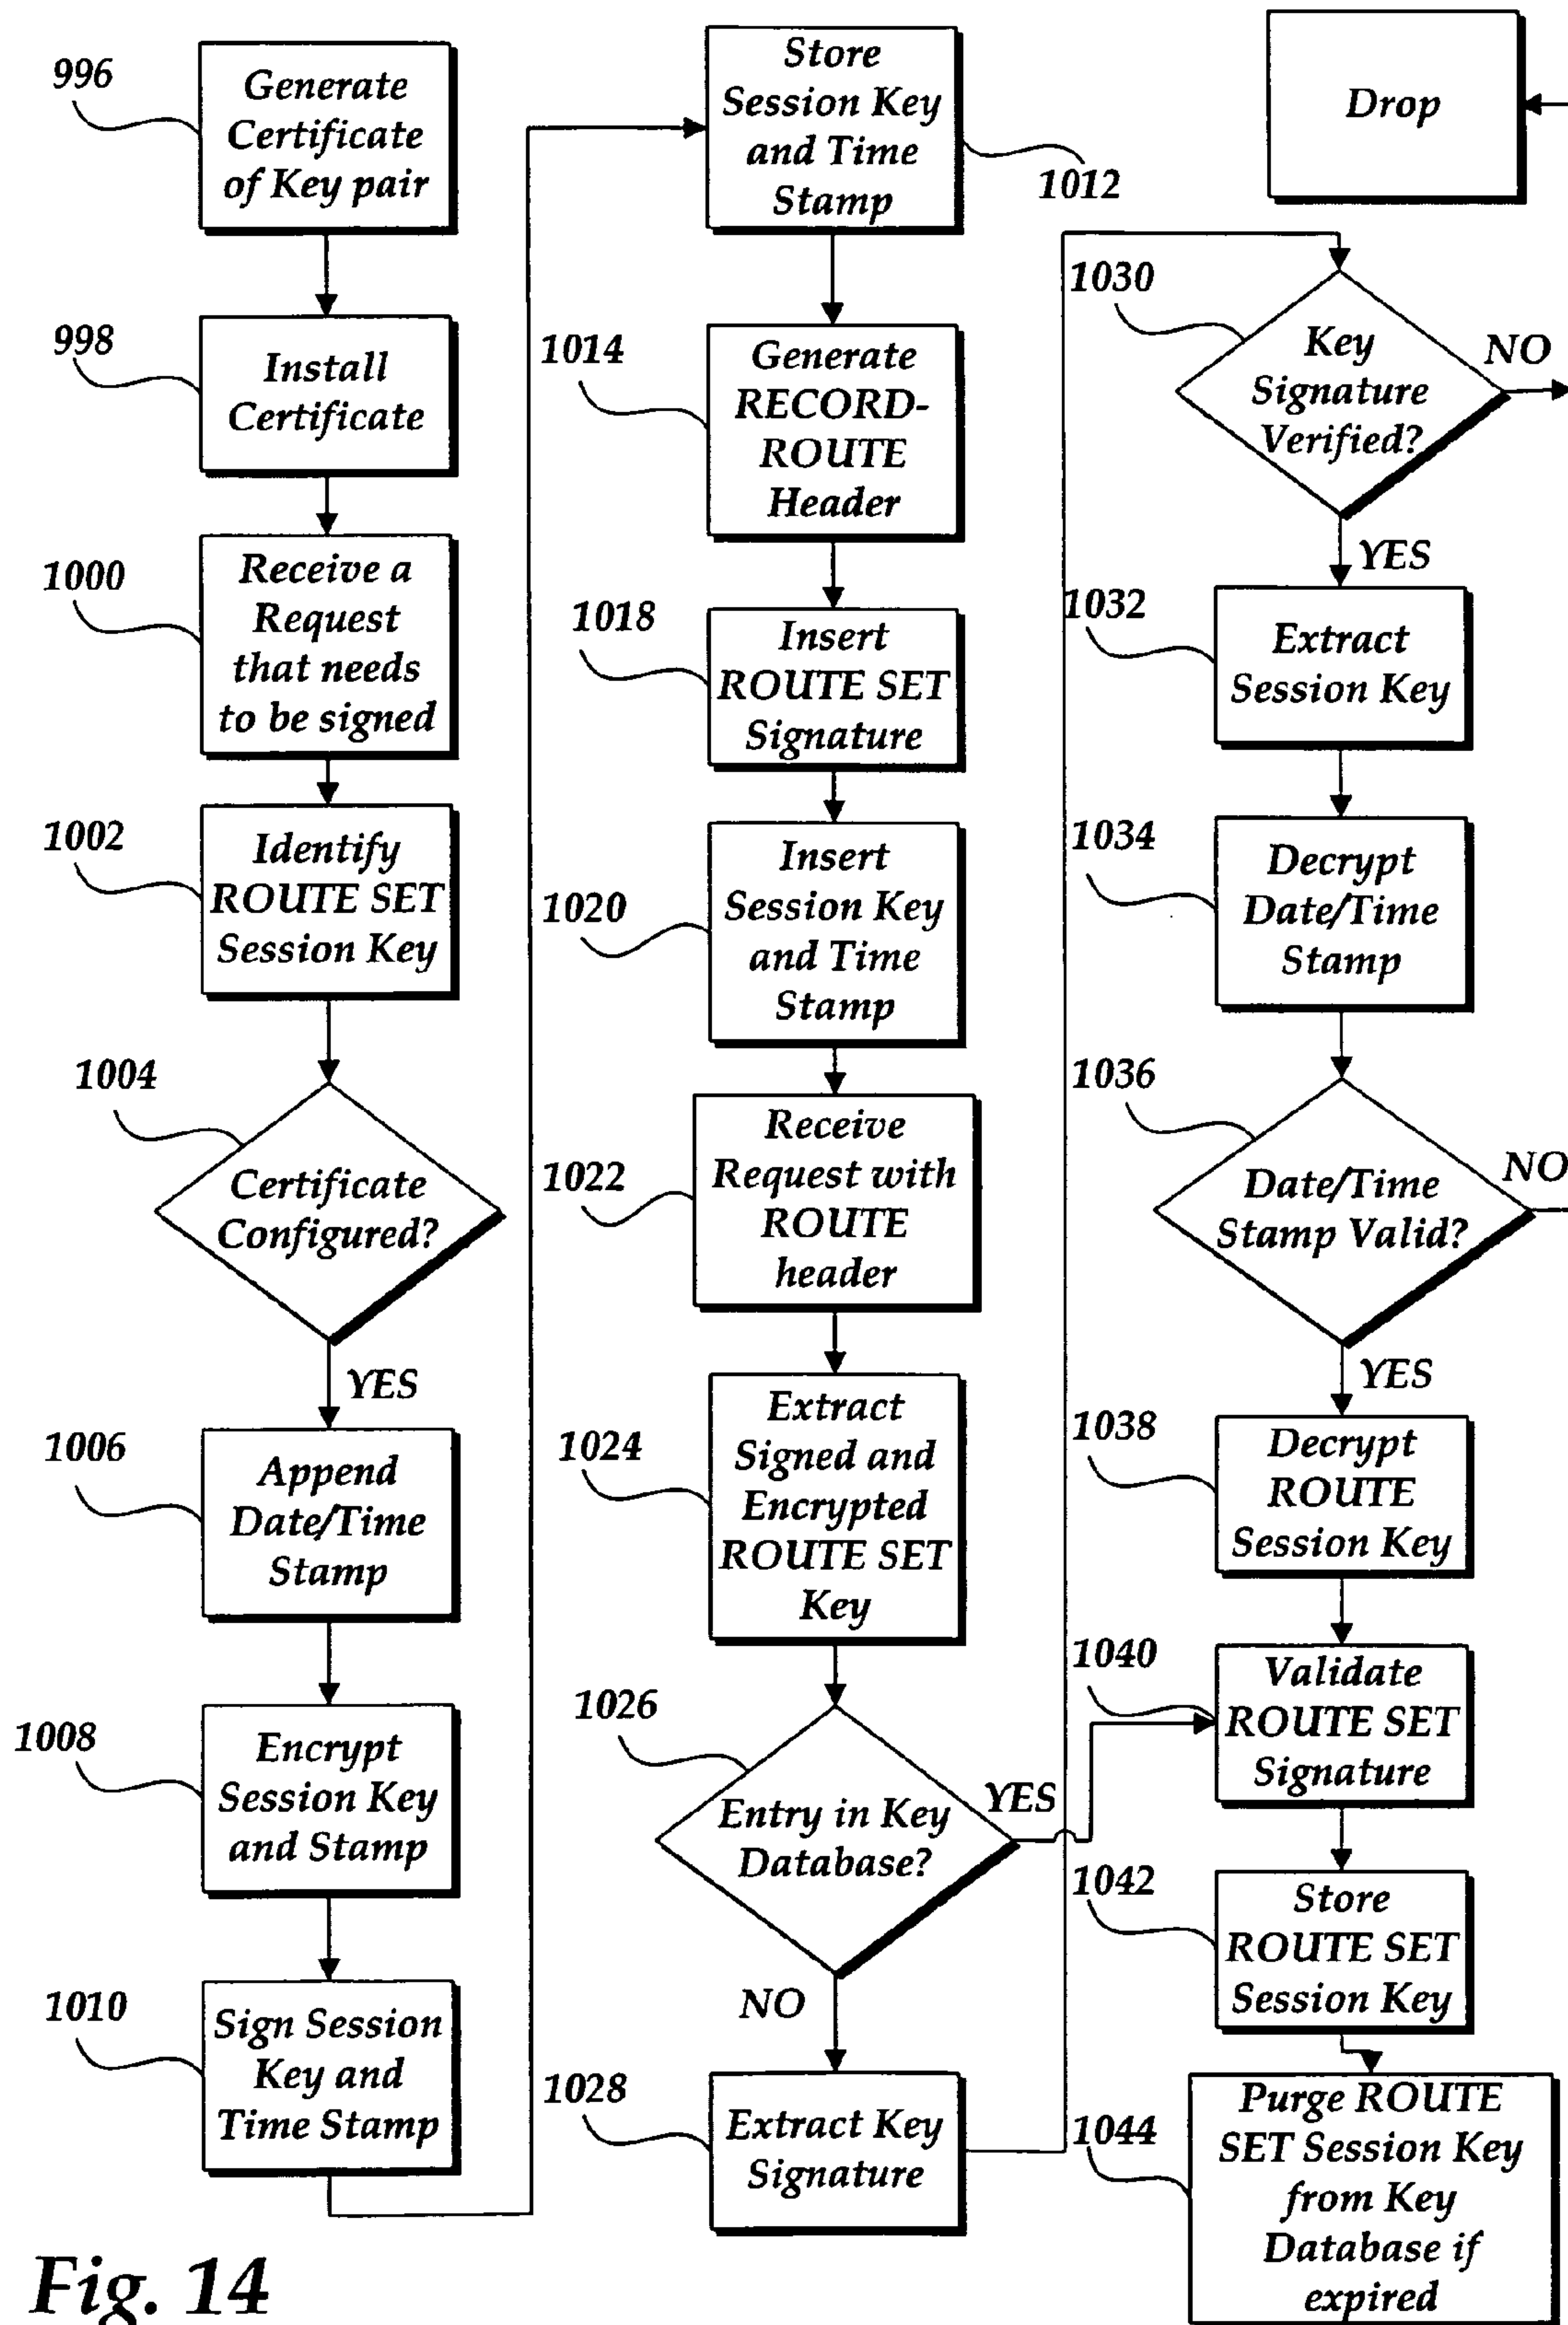 996
Generate
Certificate
of Key pair
998
Install
Certificate
1000
Receive a
Request
that needs
to be signed
1002
Identify
ROUTE SET
Session Key
1004
Certificate
Configured?
YES
1006
Append
Date/Time
Stamp
1008
Encrypt
Session Key
and Stamp
1010
Sign Session
Key and
Time Stamp
Store
Session Key
and Time
Stamp
1012
1014
Generate
RECORD-
ROUTE
Header
1018
Insert
ROUTE SET
Signature
1020
Insert
Session Key
and Time
Stamp
1022
Receive
Request with
ROUTE
header
1024
Extract
Signed and
Encrypted
ROUTE SET
Key
1026
Entry in Key
Database?
YES
NO
1028
Extract Key
Signature
Drop
1030
Key
Signature
Verified?
NO
YES
1032
Extract
Session Key
1034
Decrypt
Date/Time
Stamp
1036
Date/Time
Stamp Valid?
NO
YES
1038
Decrypt
ROUTE
Session Key
1040
Validate
ROUTE SET
Signature
1042
Store
ROUTE SET
Session Key
1044
Purge ROUTE
SET Session Key
from Key
Database if
expired
Fig. 14